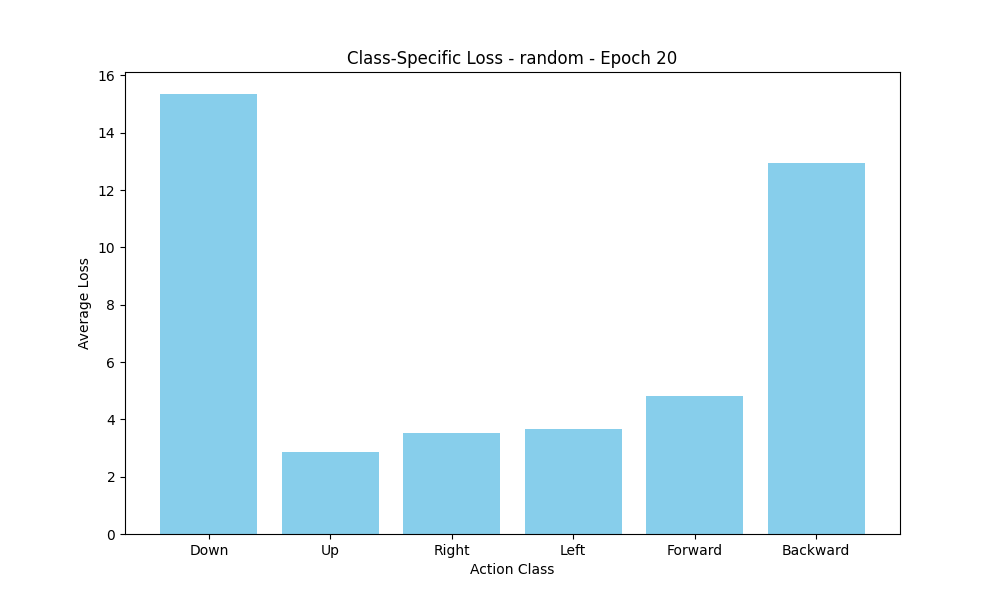 Class-Specific Loss - random - Epoch 20
Average Loss
16
14
12
10
8
6
4
2
0
Down Up Right Left Forward Backward
Action Class